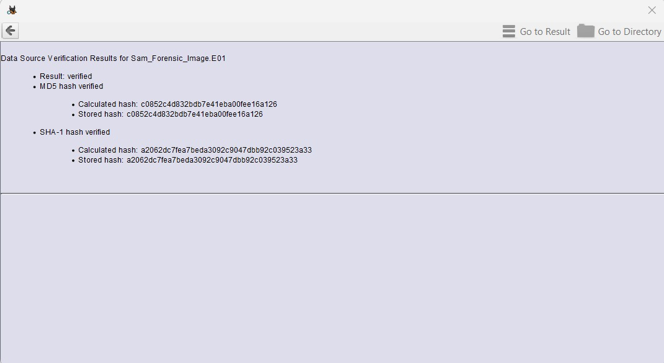 Go to Result Go to Directory
Data Source Verification Results for Sam_Forensic_Image.E01
• Result: verified
• MD5 hash verified
• Calculated hash: c0852c4d832bdb7e41eba00fee16a126
• Stored hash: c0852c4d832bdb7e41eba00fee16a126
• SHA-1 hash verified
• Calculated hash: a2062dc7fea7beda3092c9047dbb92c039523a33
• Stored hash: a2062dc7fea7beda3092c9047dbb92c039523a33